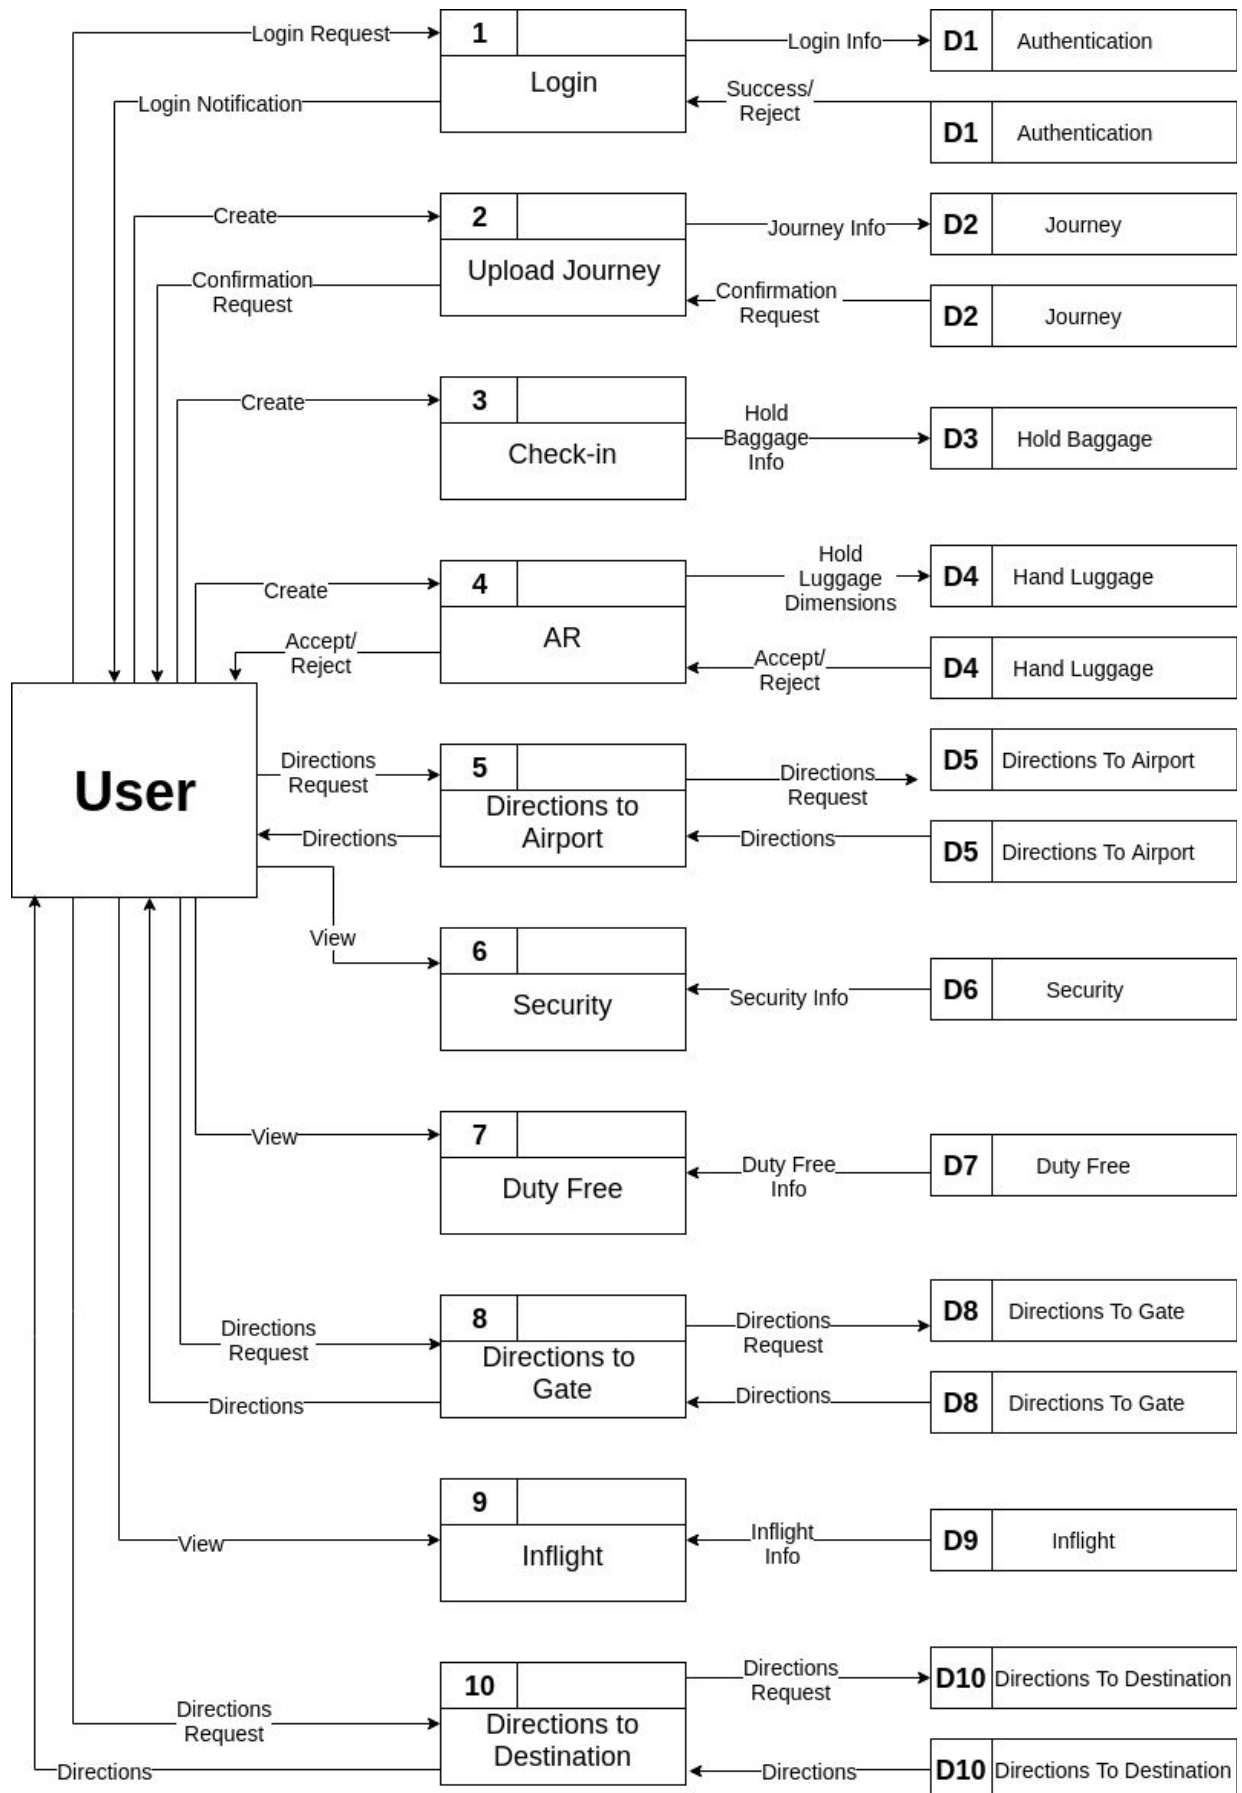 Login Request
1
Login Info
D1
Authentication
Login
Login Notification
Success/
Reject
D1
Authentication
Create
2
Journey Info
D2
Journey
Upload Journey
Confirmation
Request
Confirmation
Request
D2
Journey
Create
3
Hold
Baggage
Info
D3
Hold Baggage
Check-in
Create
4
Hold
Luggage
Dimensions
D4
Hand Luggage
AR
Accept/
Reject
Accept/
Reject
D4
Hand Luggage
User
Directions
Request
5
Directions
Request
D5
Directions To Airport
Directions to
Airport
Directions
Directions
D5
Directions To Airport
View
6
Security
Security Info
D6
Security
View
7
Duty Free
Duty Free
Info
D7
Duty Free
Directions
Request
8
Directions
Request
D8
Directions To Gate
Directions to
Gate
Directions
Directions
D8
Directions To Gate
View
9
Inflight
Inflight
Info
D9
Inflight
Directions
Request
10
Directions
Request
D10
Directions To Destination
Directions to
Destination
Directions
Directions
D10
Directions To Destination